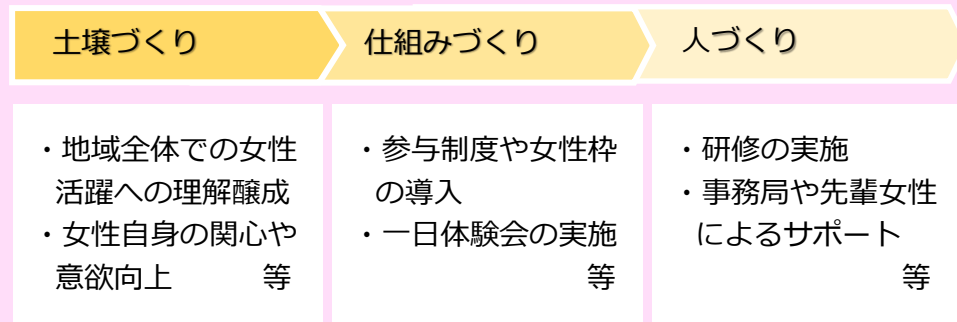 土壌づくり
仕組みづくり
人づくり
・地域全体での女性
活躍への理解醸成
・女性自身の関心や
意欲向上　　　等
・参与制度や女性枠
の導入
・一日体験会の実施
等
・研修の実施
・事務局や先輩女性
によるサポート
等